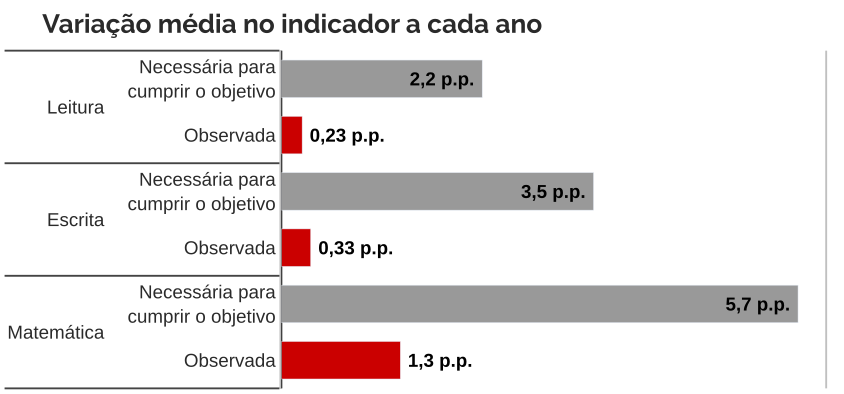 Variação média no indicador a cada ano
Leitura
Necessária para
cumprir o objetivo
2,2 p.p.
Observada
0,23 p.p.
Escrita
Necessária para
cumprir o objetivo
3,5 p.p.
Observada
0,33 p.p.
Matemática
Necessária para
cumprir o objetivo
5,7 p.p.
Observada
1,3 p.p.